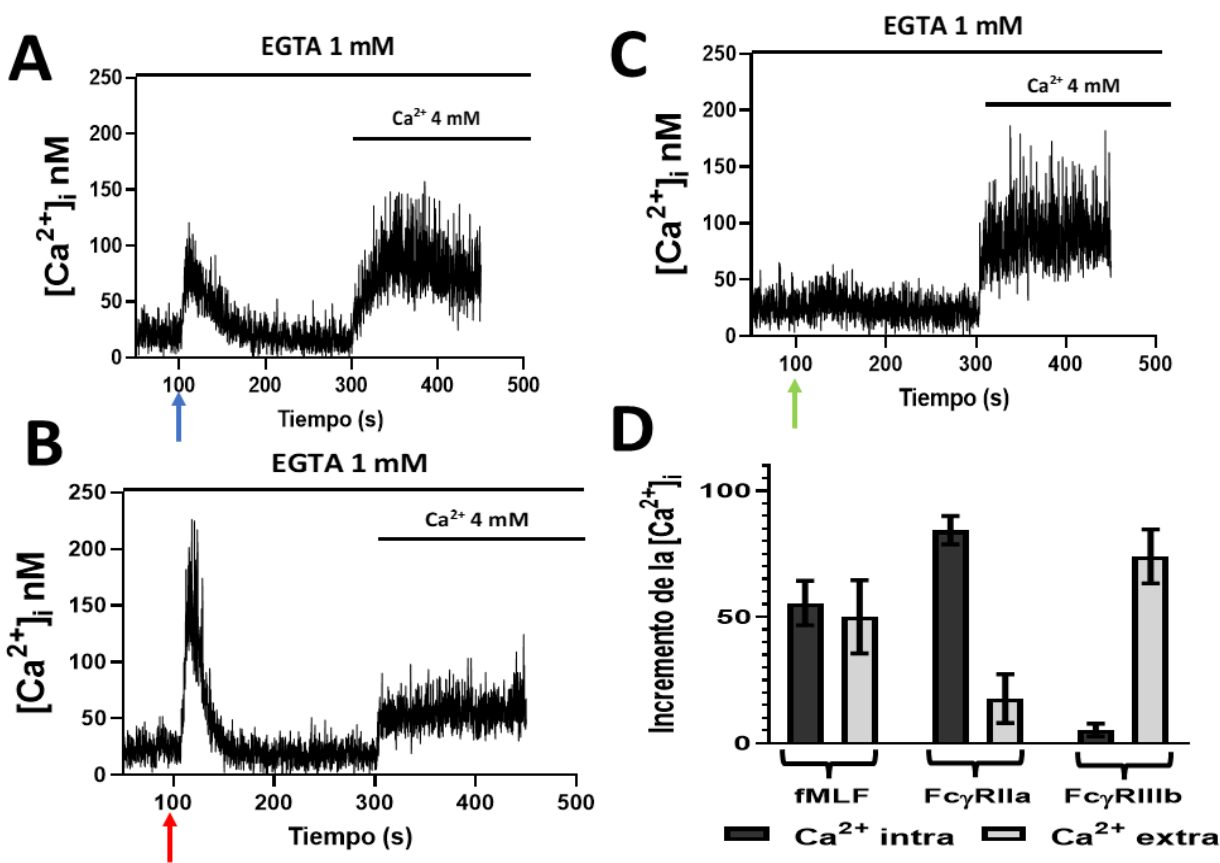 A
EGTA 1 mM
Ca²⁺ 4 mM
[Ca²⁺]ᵢ nM
250
200
150
100
50
0
100 200 300 400 500
Tiempo (s)
B
EGTA 1 mM
Ca²⁺ 4 mM
[Ca²⁺]ᵢ nM
250
200
150
100
50
0
100 200 300 400 500
Tiempo (s)
C
EGTA 1 mM
Ca²⁺ 4 mM
[Ca²⁺]ᵢ nM
250
200
150
100
50
0
100 200 300 400 500
Tiempo (s)
D
Incremento de la [Ca²⁺]ᵢ
100
50
0
fMLF FcγRIIa FcγRIIIb
Ca²⁺ intra Ca²⁺ extra